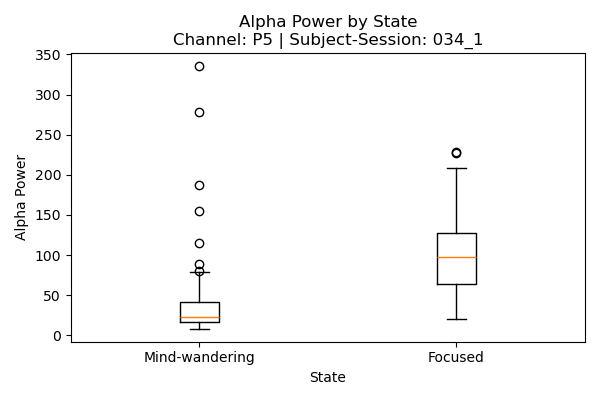 Alpha Power by State
Channel: P5 | Subject-Session: 034_1
350
300
250
200
150
100
50
0
Alpha Power
Mind-wandering
Focused
State